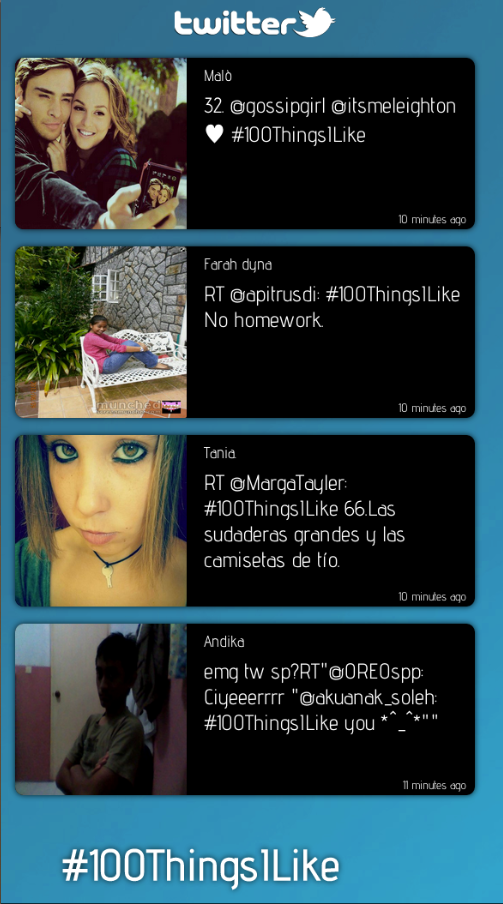 twitter
Malò
32. @gossipgirl @itsmeleighton
♥ #100Things1Like
10 minutes ago
Farah dyna
RT @apitrusdi: #100Things1Like
No homework.
10 minutes ago
Tania.
RT @MargaTayler:
#100Things1Like 66.Las
sudaderas grandes y las
camisetas de tío.
10 minutes ago
Andika
emg tw sp?RT"@OREOspp:
Ciyeeerrrr "@akuanak_soleh:
#100Things1Like you *^_^*""
11 minutes ago
#100Things1Like